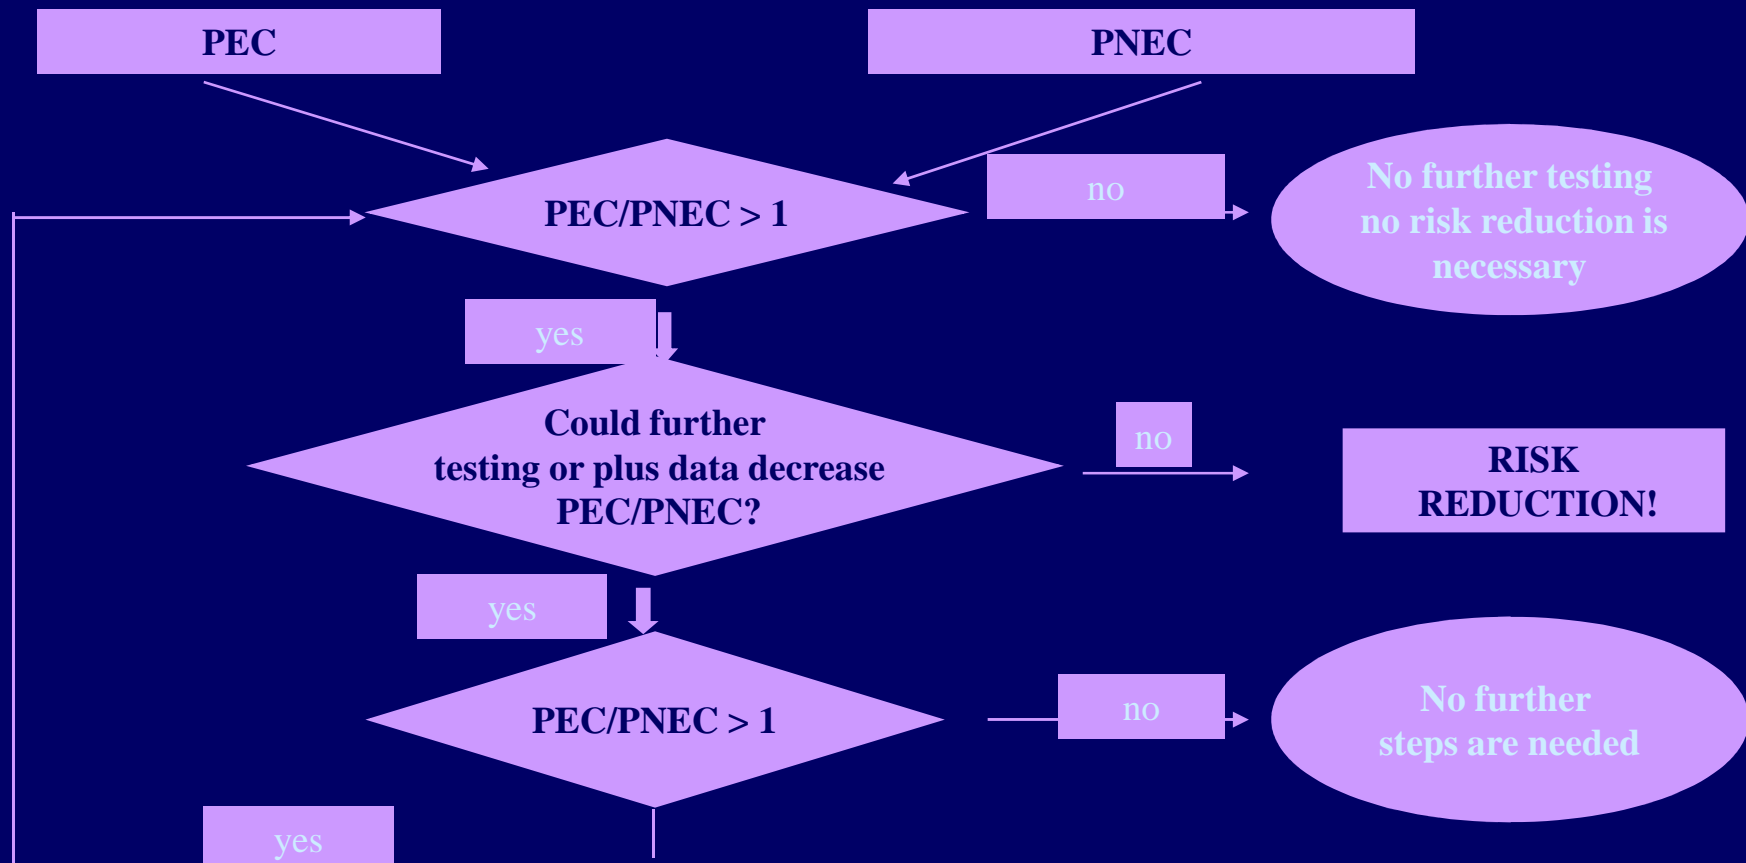 PEC
PNEC
PEC/PNEC > 1
no
No further testing
no risk reduction is
necessary
yes
Could further
testing or plus data decrease
PEC/PNEC?
no
RISK
REDUCTION!
yes
PEC/PNEC > 1
no
No further
steps are needed
yes